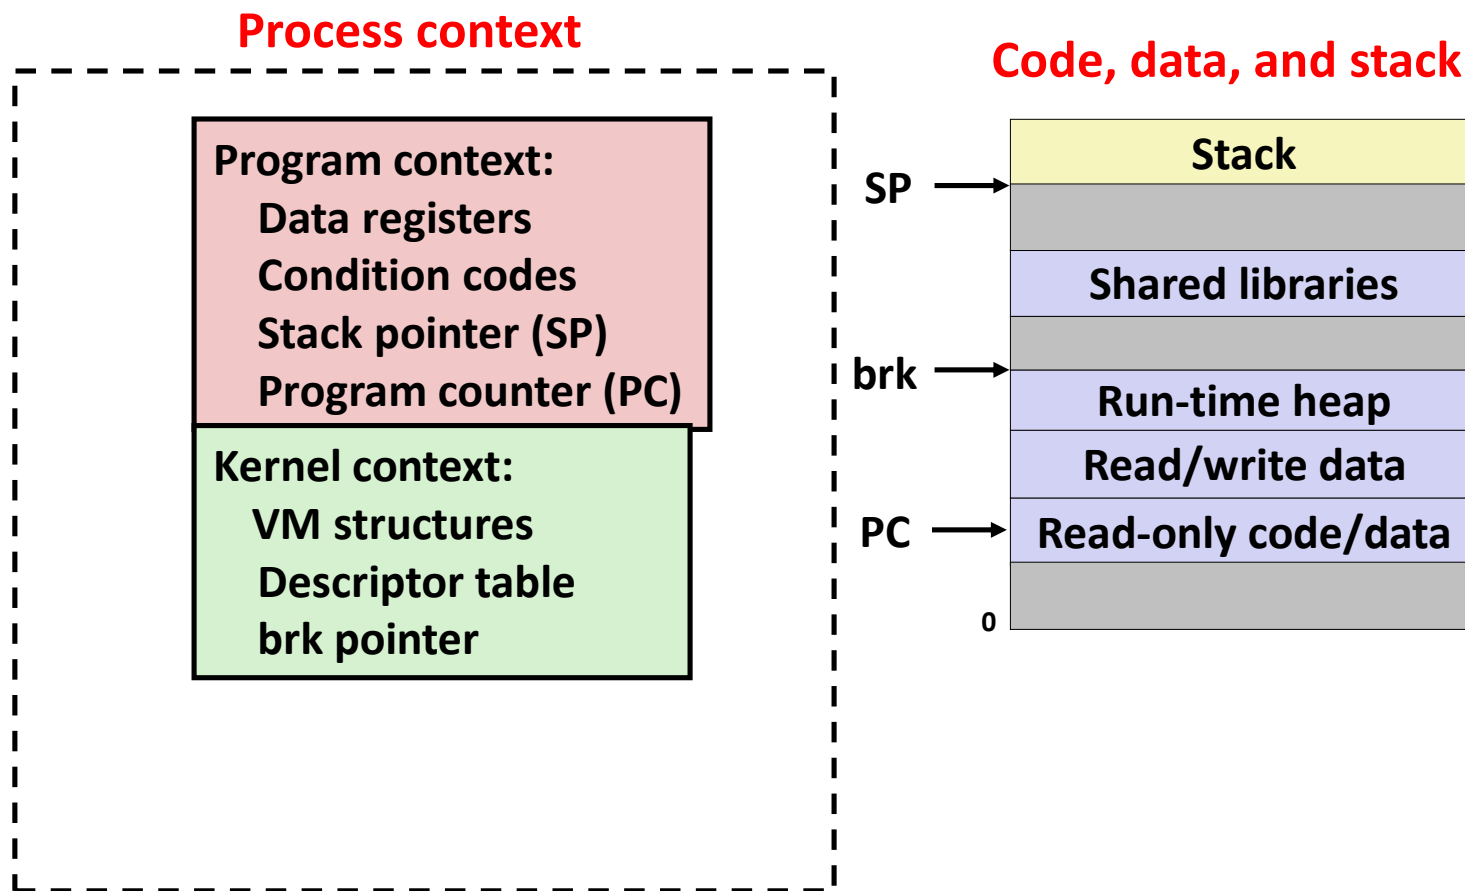 Process context
Program context:
Data registers
Condition codes
Stack pointer (SP)
Program counter (PC)
Kernel context:
VM structures
Descriptor table
brk pointer
Code, data, and stack
Stack
SP
Shared libraries
brk
Run-time heap
Read/write data
PC
Read-only code/data
0